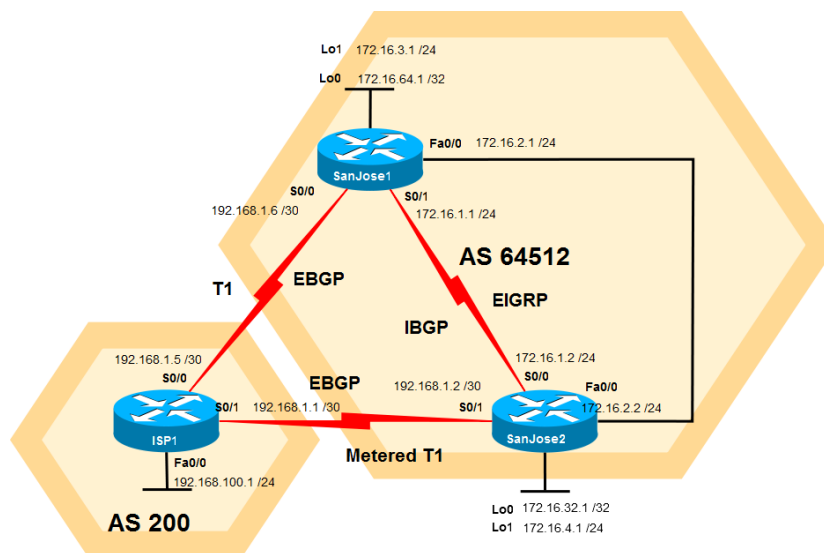 Lo1 172.16.3.1 /24
Lo0 172.16.64.1 /32
Fa0/0 172.16.2.1 /24
SanJose1
S0/0
S0/1
192.168.1.6 /30
172.16.1.1 /24
AS 64512
T1
EBGP
EIGRP
IBGP
192.168.1.5 /30
172.16.1.2 /24
S0/0
EBGP
192.168.1.2 /30
S0/0
Fa0/0
S0/1
192.168.1.1 /30
S0/1
172.16.2.2 /24
ISP1
SanJose2
Metered T1
Fa0/0
192.168.100.1 /24
AS 200
Lo0 172.16.32.1 /32
Lo1 172.16.4.1 /24